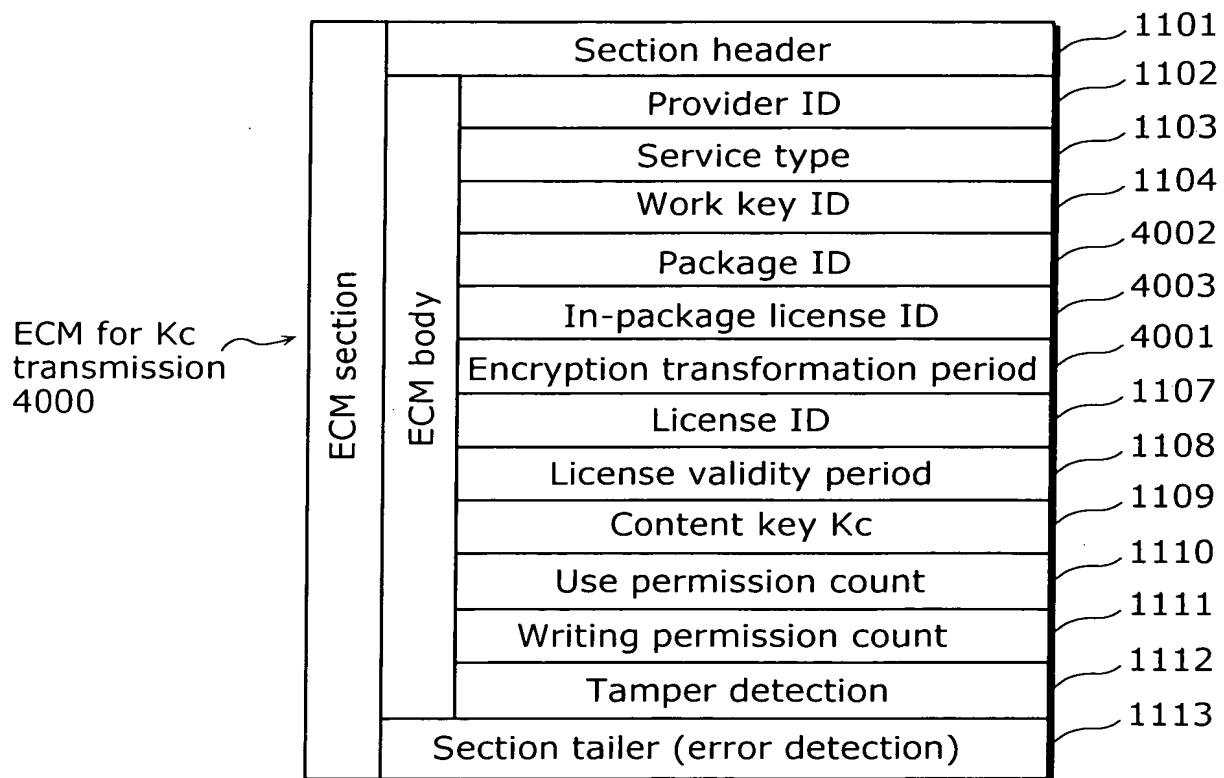 Section header
1101
Provider ID
1102
Service type
1103
Work key ID
1104
Package ID
4002
In-package license ID
4003
Encryption transformation period
4001
License ID
1107
License validity period
1108
Content key Kc
1109
Use permission count
1110
Writing permission count
1111
Tamper detection
1112
Section tailer (error detection)
1113
ECM body
ECM section
ECM for Kc
transmission
4000